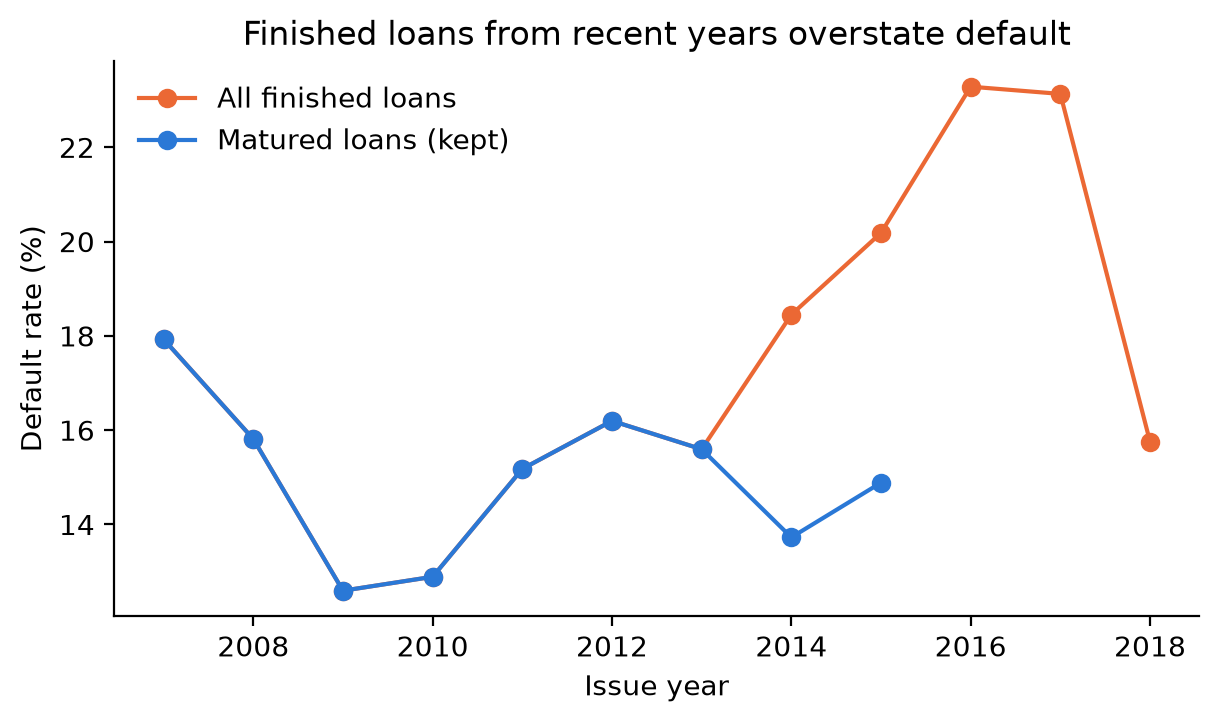 Finished loans from recent years overstate default
All finished loans
Matured loans (kept)
Default rate (%)
22
20
18
16
14
2008 2010 2012 2014 2016 2018
Issue year